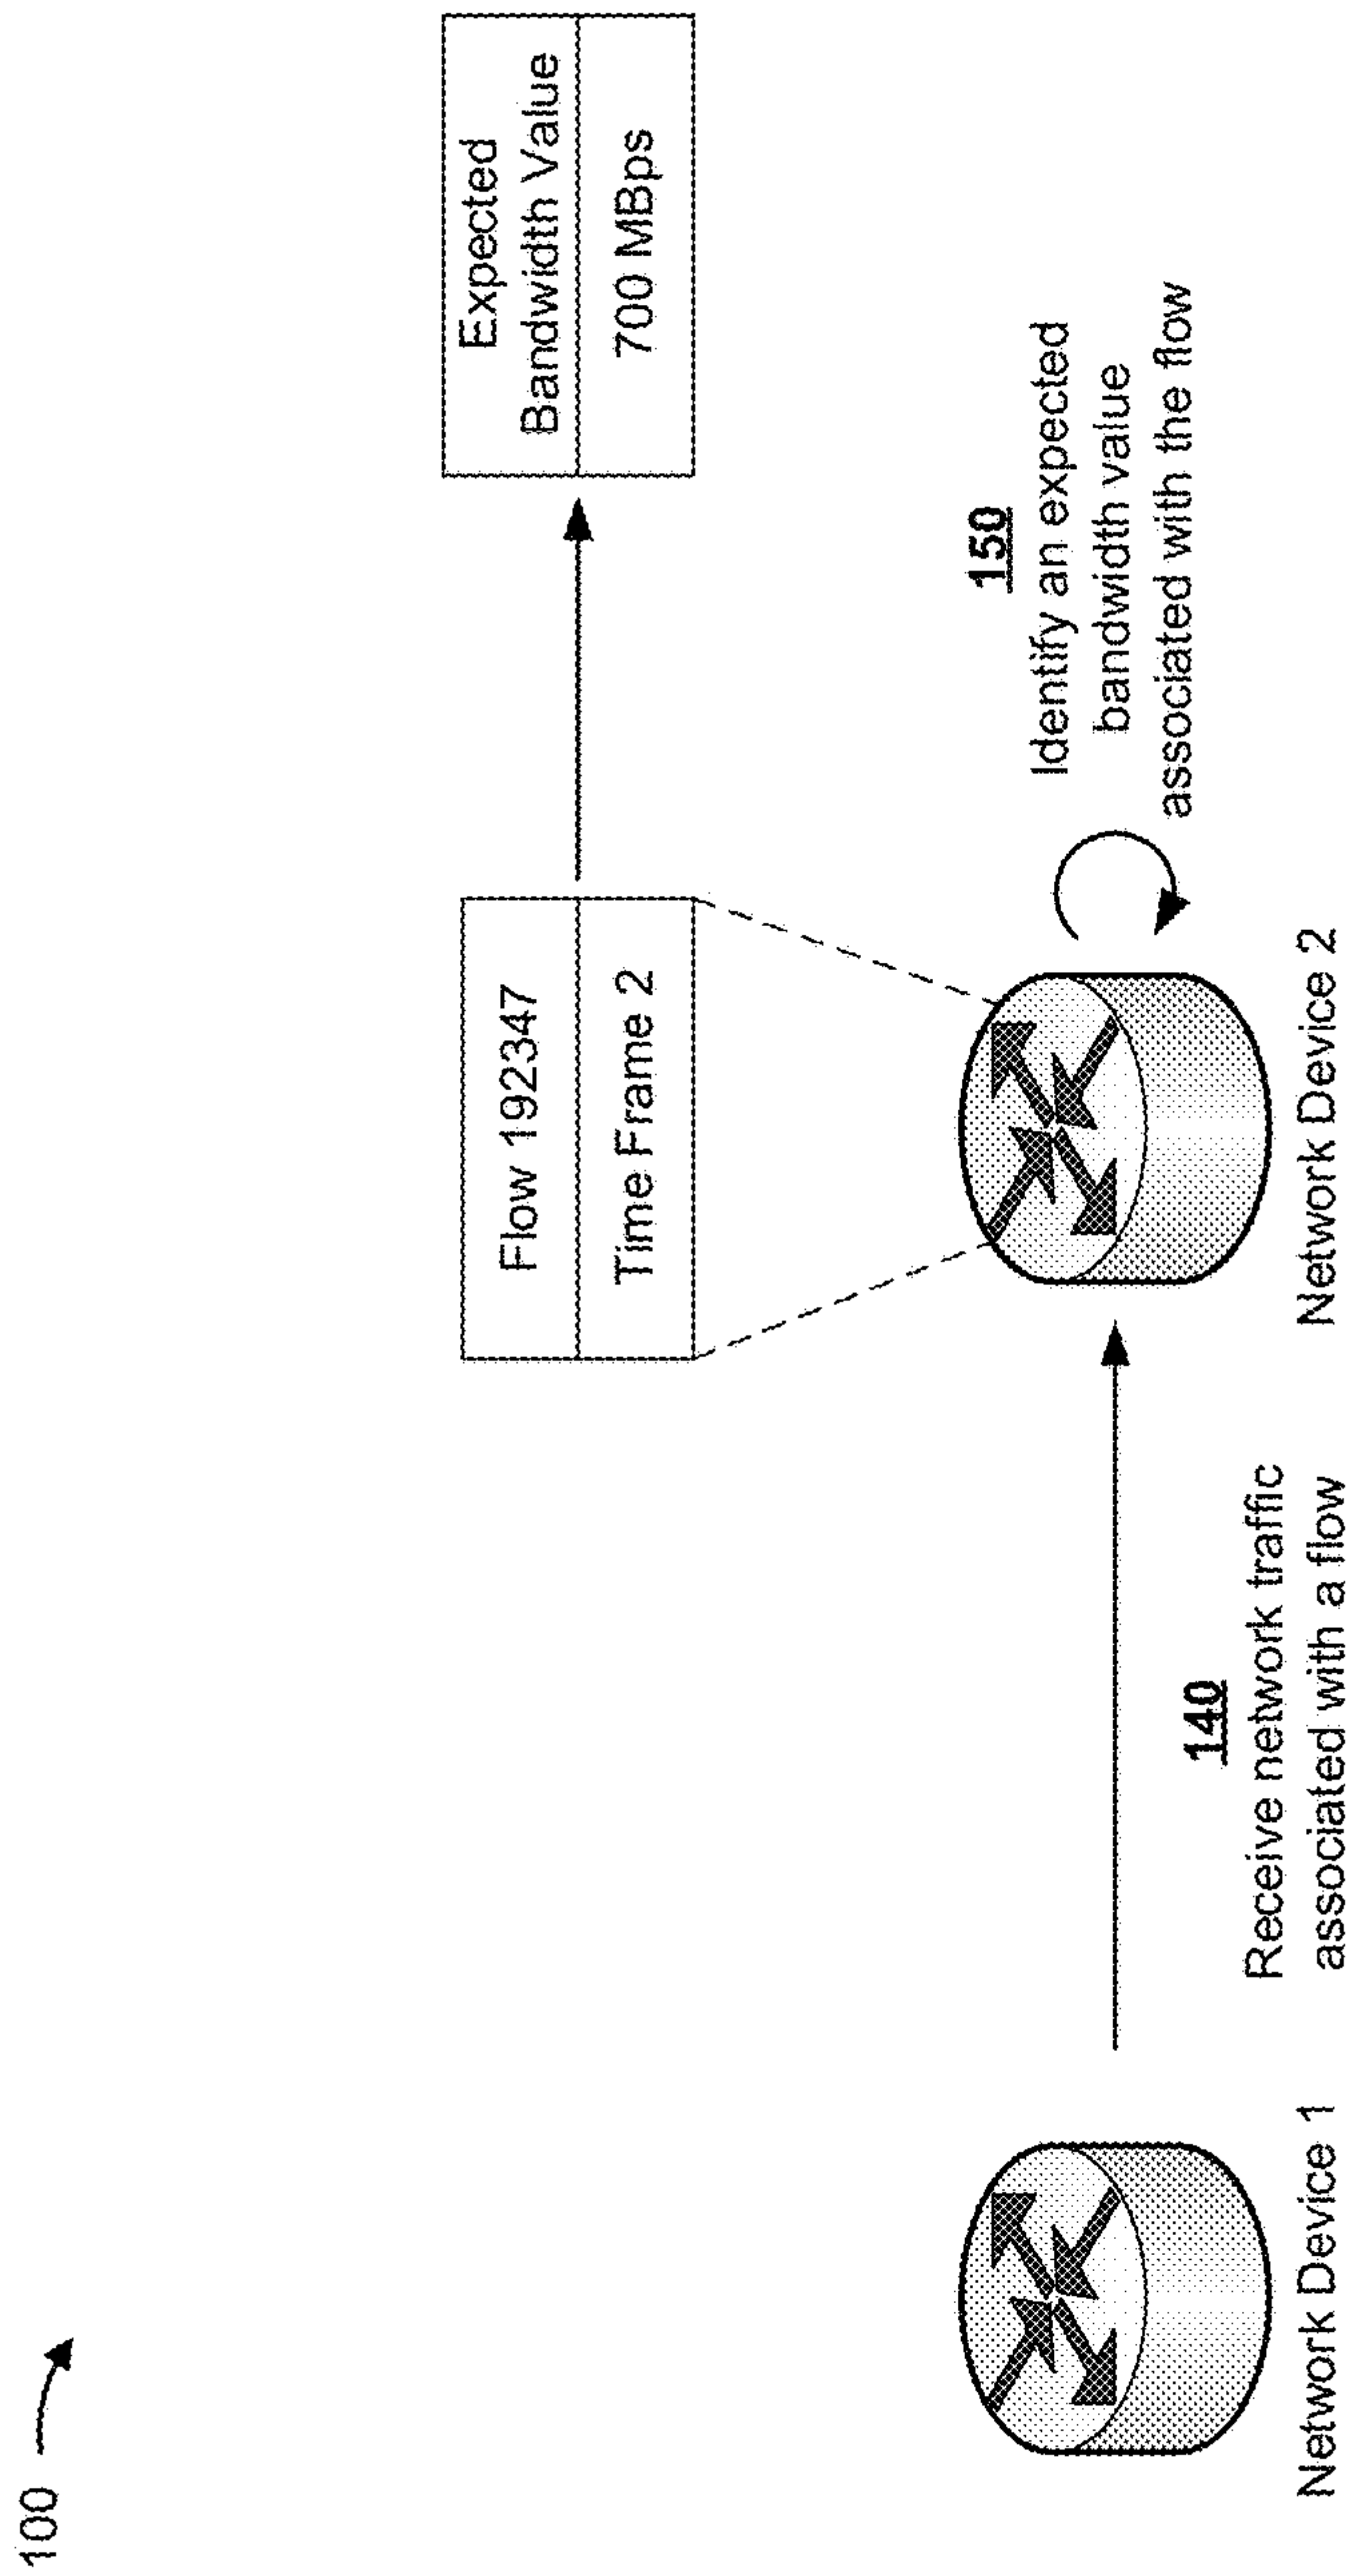 100
Flow 192347
Time Frame 2
Expected
Bandwidth Value
700 MBps
Network Device 1
140
Receive network traffic
associated with a flow
Network Device 2
150
Identify an expected
bandwidth value
associated with the flow